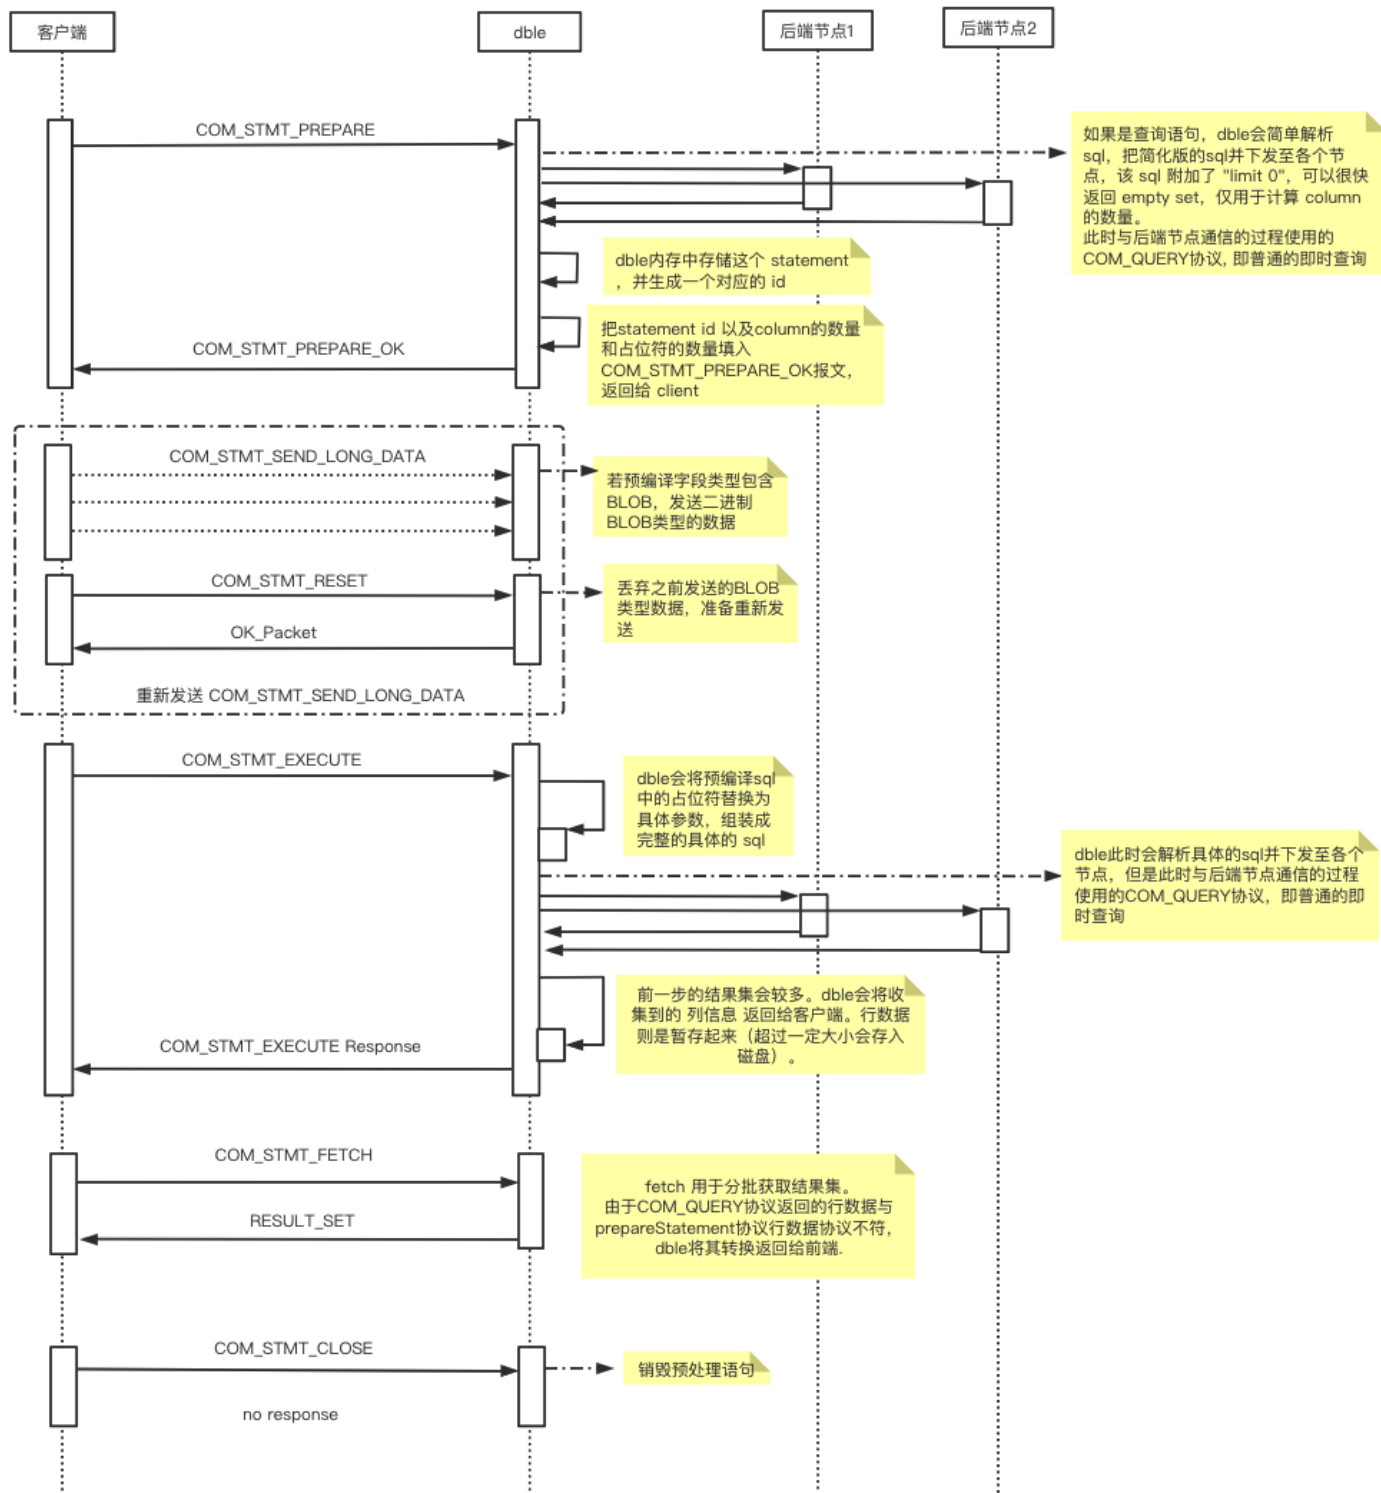 客户端
dble
后端节点1
后端节点2
COM_STMT_PREPARE
如果是查询语句，dble会简单解析
sql，把简化版的sql并下发至各个节
点，该 sql 附加了 "limit 0"，可以很快
返回 empty set，仅用于计算 column
的数量。
此时与后端节点通信的过程使用的
COM_QUERY协议, 即普通的即时查询
dble内存中存储这个 statement
，并生成一个对应的 id
COM_STMT_PREPARE_OK
把statement id 以及column的数量
和占位符的数量填入
COM_STMT_PREPARE_OK报文，
返回给 client
COM_STMT_SEND_LONG_DATA
若预编译字段类型包含
BLOB，发送二进制
BLOB类型的数据
COM_STMT_RESET
丢弃之前发送的BLOB
类型数据，准备重新发
送
OK_Packet
重新发送 COM_STMT_SEND_LONG_DATA
COM_STMT_EXECUTE
dble会将预编译sql
中的占位符替换为
具体参数，组装成
完整的具体的 sql
dble此时会解析具体的sql并下发至各个
节点，但是此时与后端节点通信的过程
使用的COM_QUERY协议，即普通的即
时查询
前一步的结果集会较多。dble会将收
集到的 列信息 返回给客户端。行数据
则是暂存起来（超过一定大小会存入
磁盘）。
COM_STMT_EXECUTE Response
COM_STMT_FETCH
fetch 用于分批获取结果集。
由于COM_QUERY协议返回的行数据与
prepareStatement协议行数据协议不符，
dble将其转换返回给前端.
RESULT_SET
COM_STMT_CLOSE
销毁预处理语句
no response